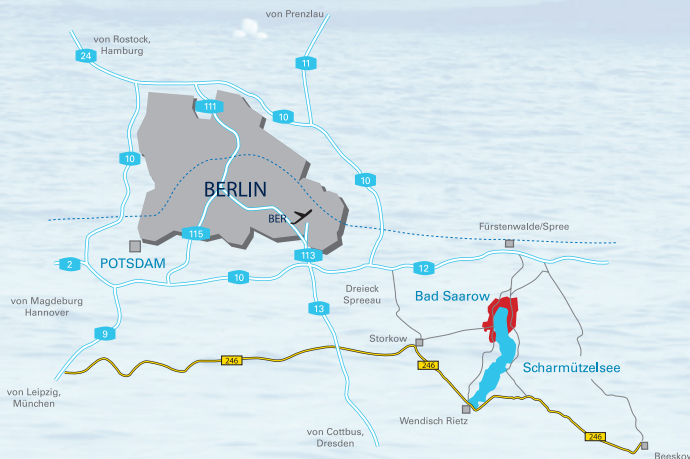 von Prenzlau
von Rostock,
Hamburg
24
11
111
10
10
10
BERLIN
BER
115
113
POTSDAM
2
10
12
Fürstenwalde/Spree
Dreieck
Spreeau
Bad Saarow
von Magdeburg
Hannover
13
9
Storkow
246
246
Scharmützelsee
von Leipzig,
München
Wendisch Rietz
von Cottbus,
Dresden
246
Beeskow